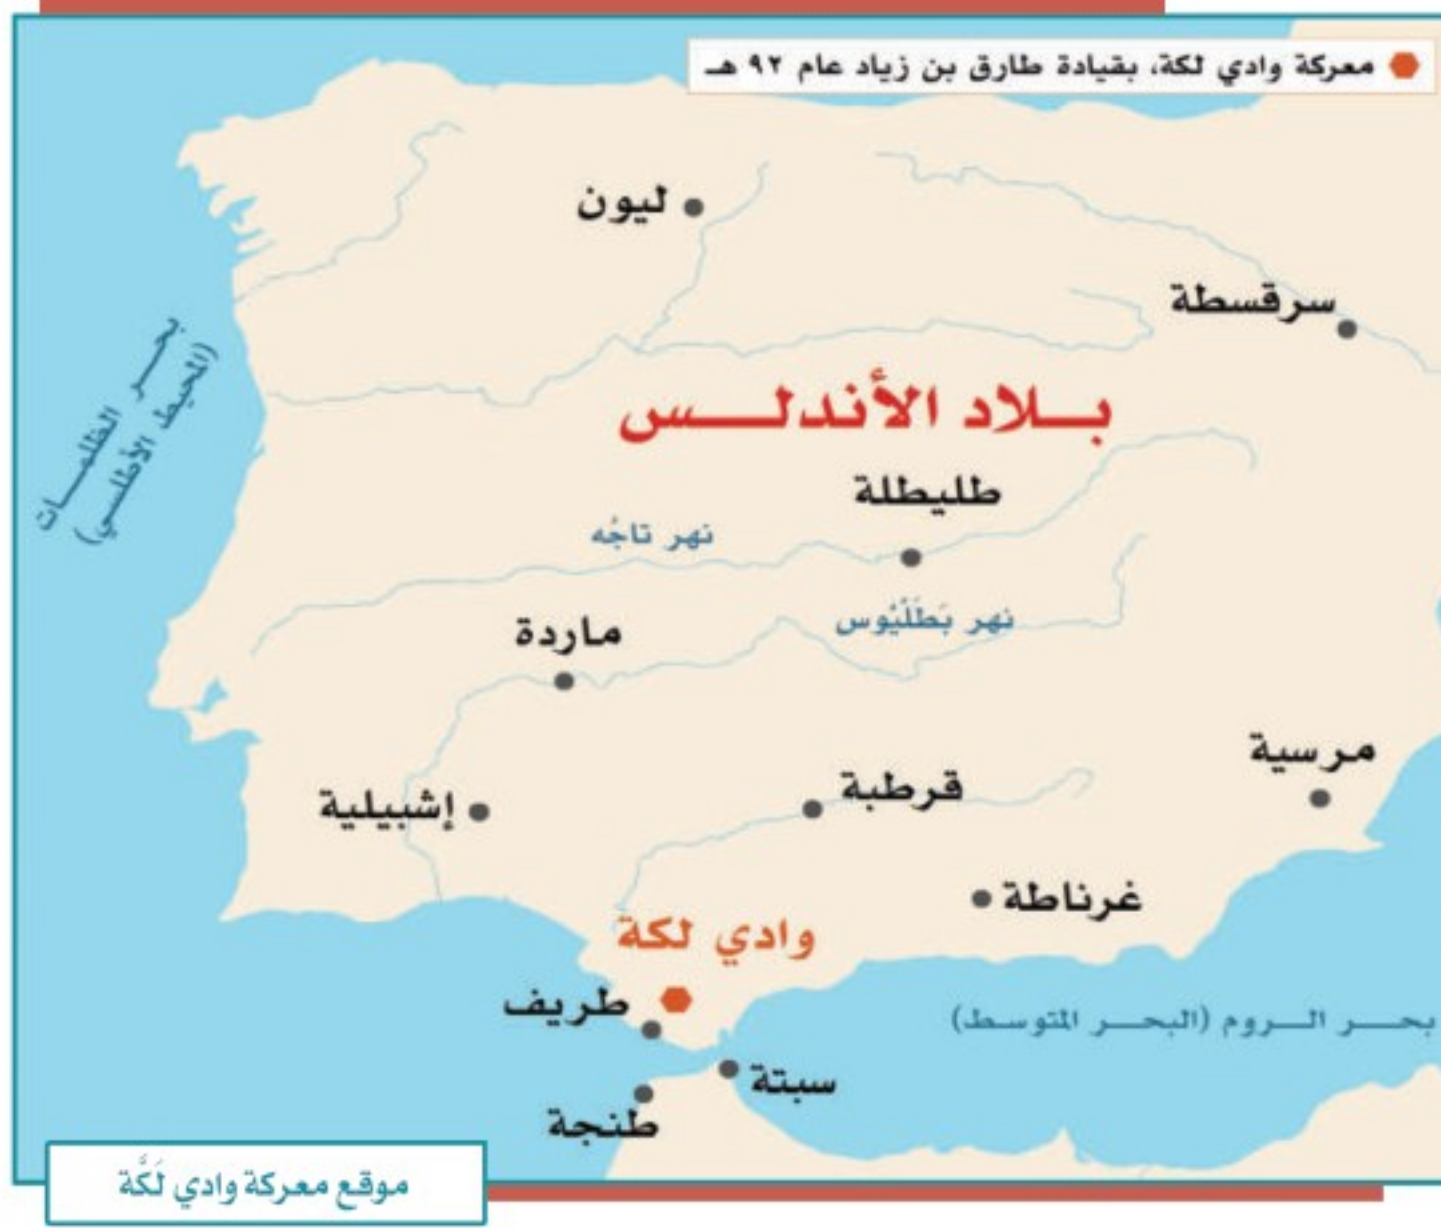 معركة وادي لكة، بقيادة طارق بن زياد عام ٩٢ هـ
ليون
سرقسطة
بحر الظلمات
(المحيط الأطلسي)
بلاد الأندلس
طليطلة
نهر تاجُه
نهر بَطَلْيُوس
ماردة
مرسية
قرطبة
إشبيلية
غرناطة
وادي لكة
طريف
بحر الروم (البحر المتوسط)
سبتة
طنجة
موقع معركة وادي لَكَّة